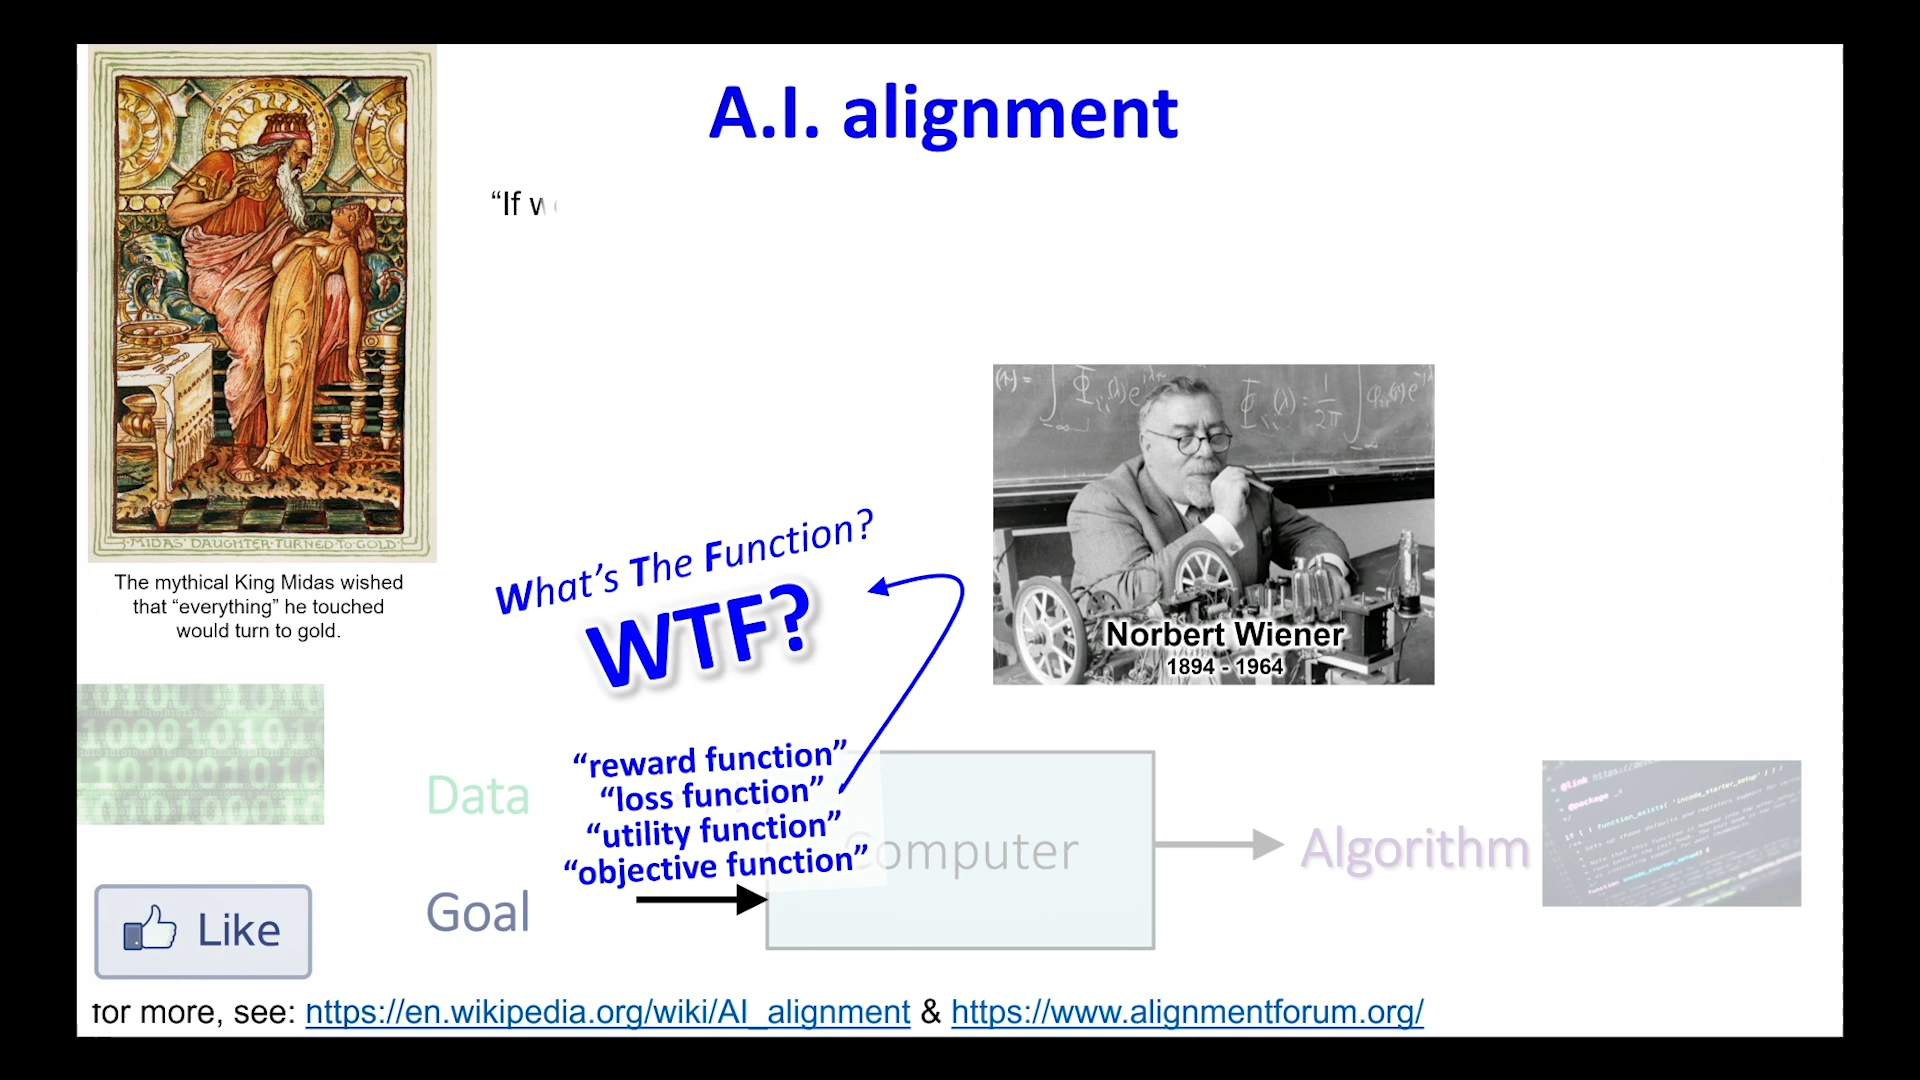 A.I. alignment
“If w
MIDAS' DAUGHTER TURNED TO GOLD
The mythical King Midas wished
that “everything” he touched
would turn to gold.
What’s The Function?
WTF?
Norbert Wiener
1894 - 1964
“reward function”
“loss function”
“utility function”
“objective function”
Data
Computer
Algorithm
Goal
Like
for more, see: https://en.wikipedia.org/wiki/AI_alignment & https://www.alignmentforum.org/